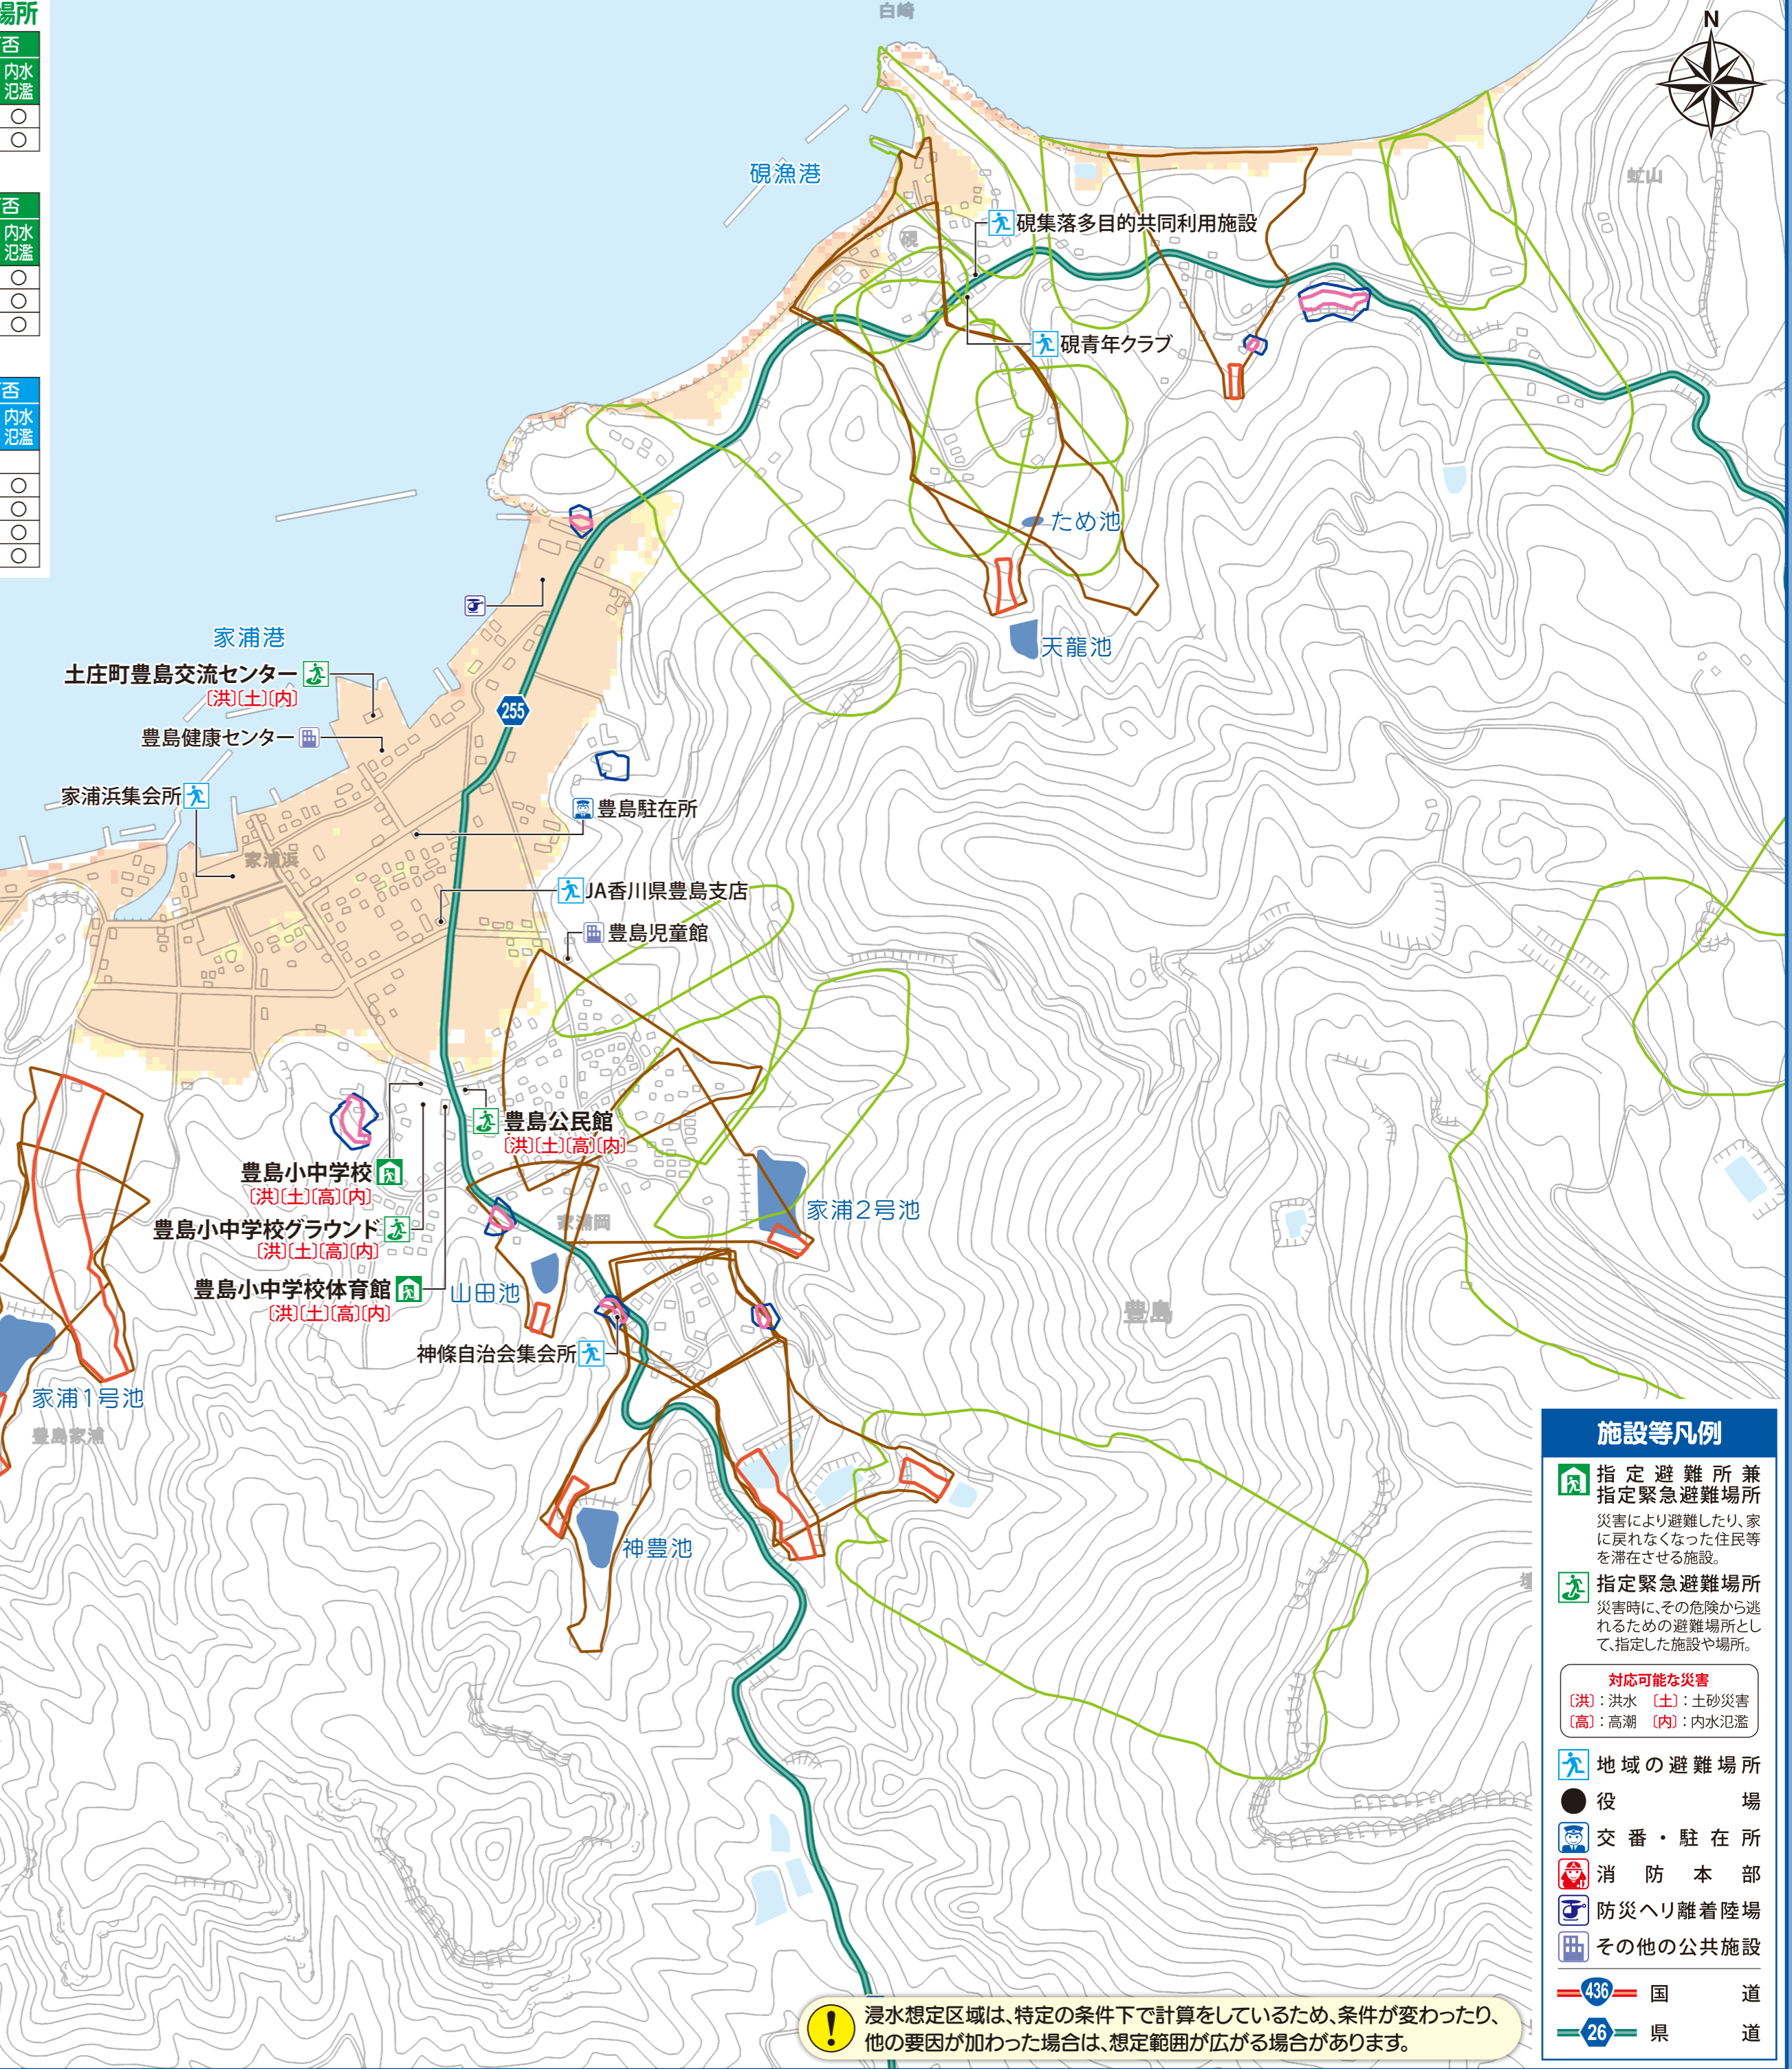 場所
否
内水
氾濫
○
○
否
内水
氾濫
○
○
○
否
内水
氾濫
○
○
○
○
白崎
N
硯漁港
虻山
硯集落多目的共同利用施設
硯
硯青年クラブ
ため池
天龍池
家浦港
土庄町豊島交流センター
〔洪〕〔土〕〔内〕
255
豊島健康センター
家浦浜集会所
豊島駐在所
家浦浜
JA香川県豊島支店
豊島児童館
豊島公民館
〔洪〕〔土〕〔高〕〔内〕
豊島小中学校
〔洪〕〔土〕〔高〕〔内〕
豊島小中学校グラウンド
〔洪〕〔土〕〔高〕〔内〕
豊島小中学校体育館
〔洪〕〔土〕〔高〕〔内〕
家浦岡
家浦2号池
山田池
豊島
神條自治会集会所
家浦1号池
豊島家浦
神豊池
施設等凡例
指定避難所兼
指定緊急避難場所
災害により避難したり、家
に戻れなくなった住民等
を滞在させる施設。
指定緊急避難場所
災害時に、その危険から逃
れるための避難場所とし
て、指定した施設や場所。
対応可能な災害
〔洪〕：洪水 〔土〕：土砂災害
〔高〕：高潮 〔内〕：内水氾濫
地域の避難場所
役場
交番・駐在所
消防本部
防災ヘリ離着陸場
その他の公共施設
436 国道
26 県道
! 浸水想定区域は、特定の条件下で計算をしているため、条件が変わったり、
他の要因が加わった場合は、想定範囲が広がる場合があります。